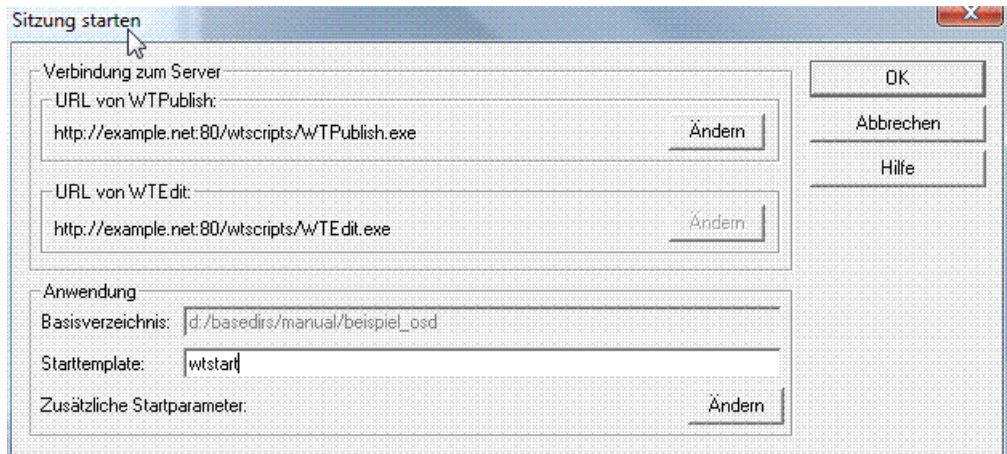 Sitzung starten
Verbindung zum Server
URL von WTPublish:
http://example.net:80/wtscripts/WTPublish.exe
Ändern
URL von WTEdit:
http://example.net:80/wtscripts/WTEdit.exe
Ändern
Anwendung
Basisverzeichnis: d:/basedirs/manual/beispiel_osd
Starttemplate: wtstart
Zusätzliche Startparameter: Ändern
OK
Abbrechen
Hilfe